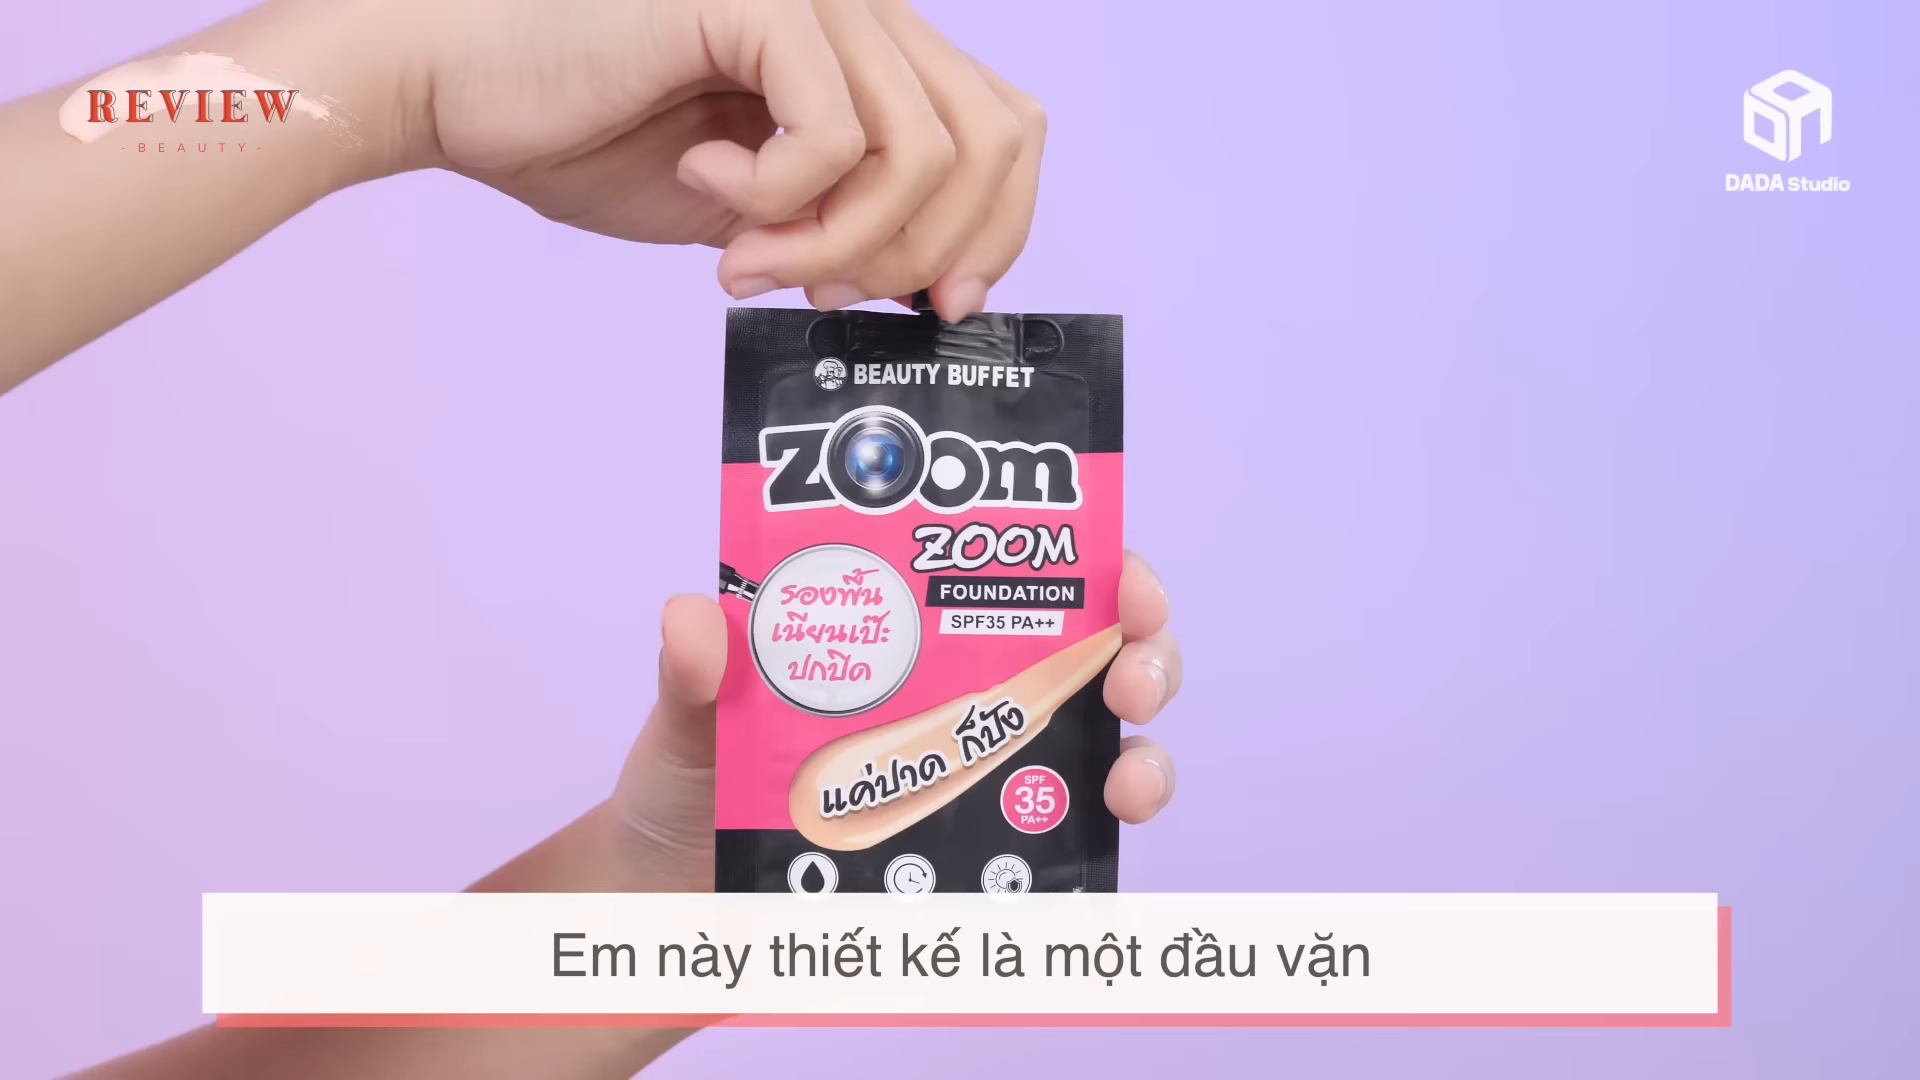 REVIEW
- BEAUTY -
DADA Studio
BEAUTY BUFFET
zoom
ZOOM
FOUNDATION
SPF35 PA++
รองพื้น
เนียนเป๊ะ
ปกปิด
แค่ปาด ก็ปัง
SPF
35
PA++
Em này thiết kế là một đầu vặn